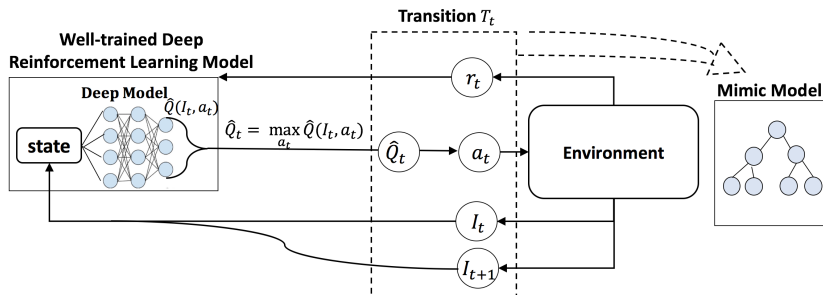 Transition T_t
Well-trained Deep
Reinforcement Learning Model
Deep Model
Q̂(I_t, a_t)
state
Q̂_t = max_{a_t} Q̂(I_t, a_t)
r_t
Q̂_t
a_t
I_t
I_{t+1}
Environment
Mimic Model